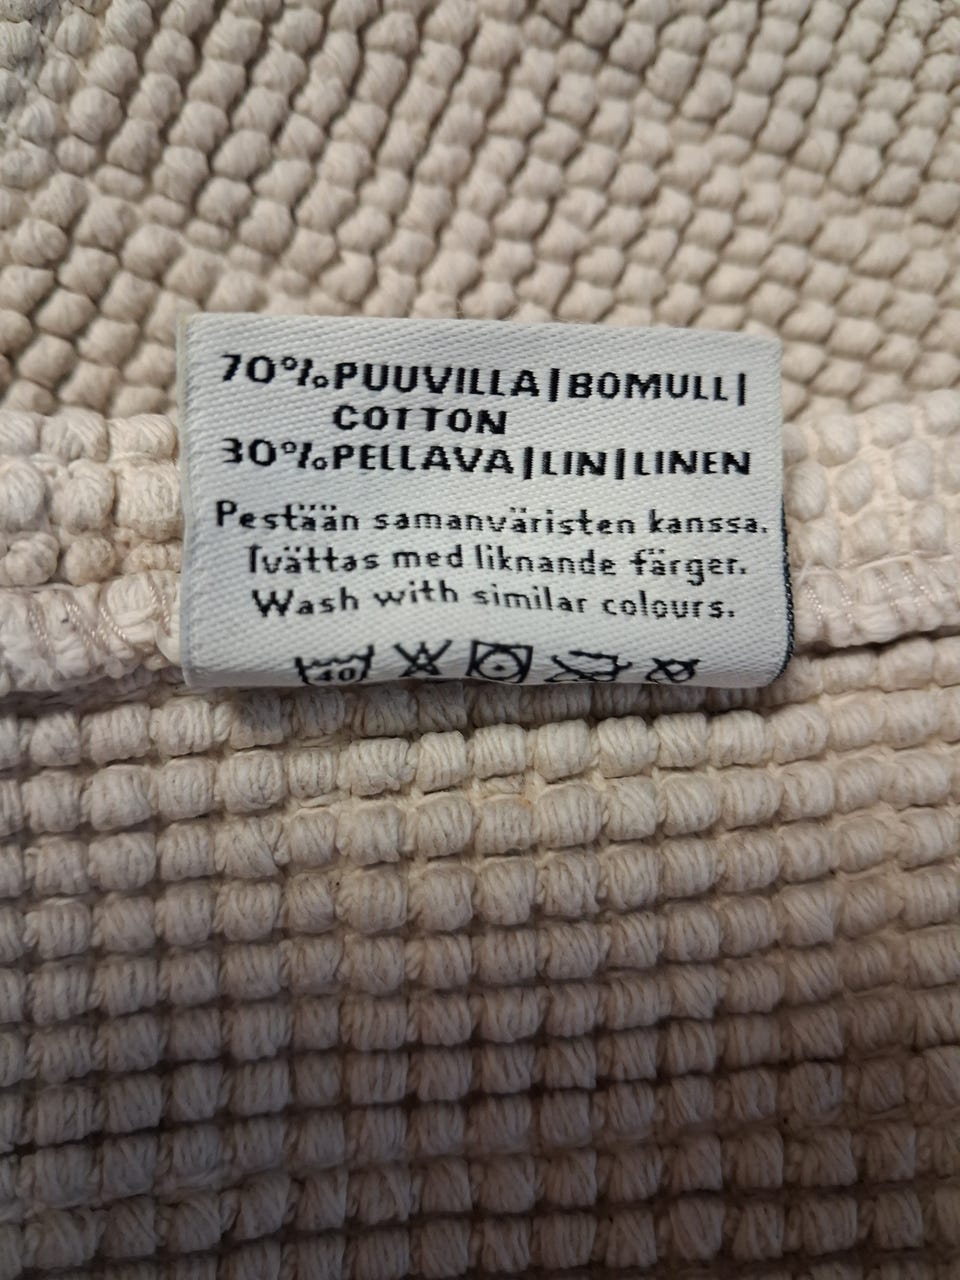 70% PUUVILLA|BOMULL|
COTTON
30% PELLAVA|LIN|LINEN
Pestään samanväristen kanssa.
Tvättas med liknande färger.
Wash with similar colours.
40